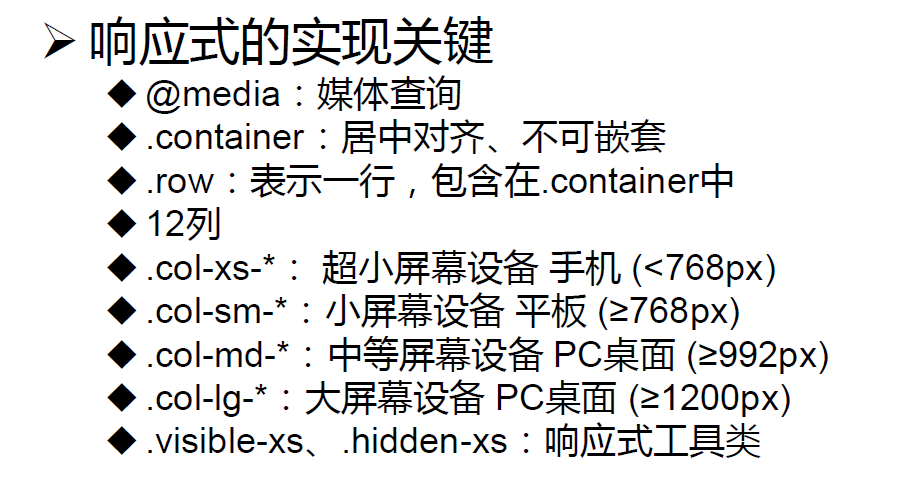 ➢ 响应式的实现关键
◆ @media：媒体查询
◆ .container：居中对齐、不可嵌套
◆ .row：表示一行，包含在.container中
◆ 12列
◆ .col-xs-*： 超小屏幕设备 手机 (<768px)
◆ .col-sm-*：小屏幕设备 平板 (≥768px)
◆ .col-md-*：中等屏幕设备 PC桌面 (≥992px)
◆ .col-lg-*：大屏幕设备 PC桌面 (≥1200px)
◆ .visible-xs、.hidden-xs：响应式工具类